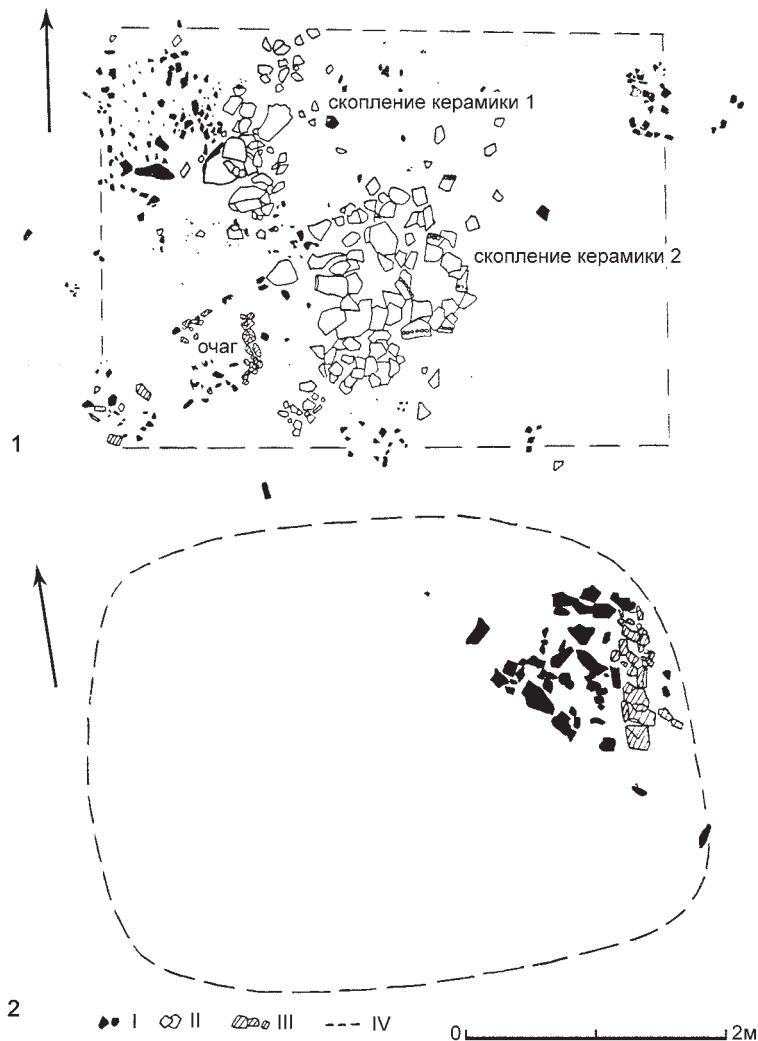 скопление керамики 1
скопление керамики 2
очаг
1
2
I II III IV
0 2м